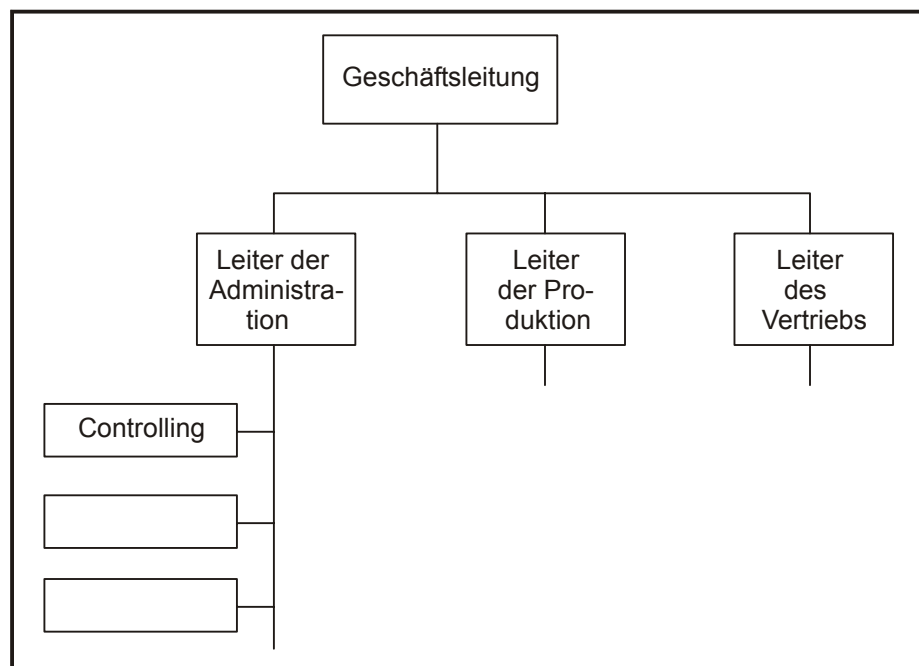 Geschäftsleitung
Leiter der
Administra-
tion
Leiter
der Pro-
duktion
Leiter
des
Vertriebs
Controlling